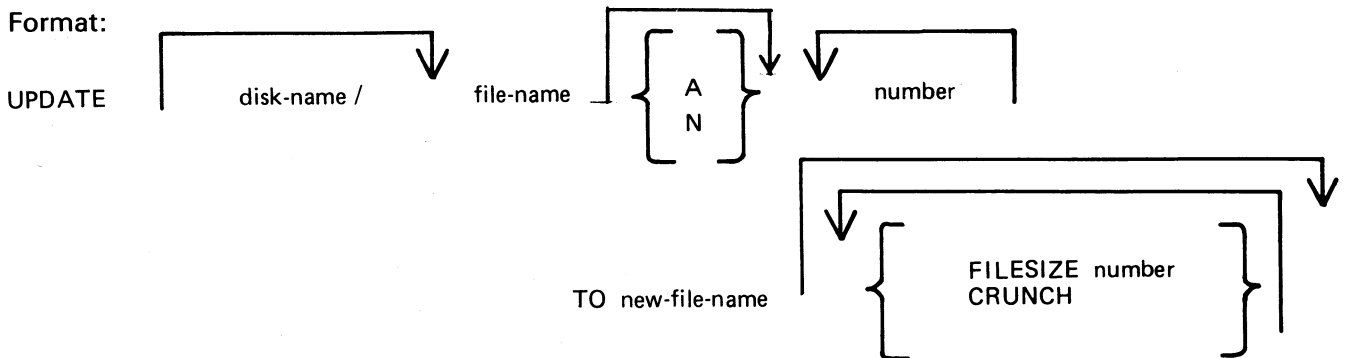 Format:
UPDATE disk-name / file-name A number
N
TO new-file-name FILESIZE number
CRUNCH